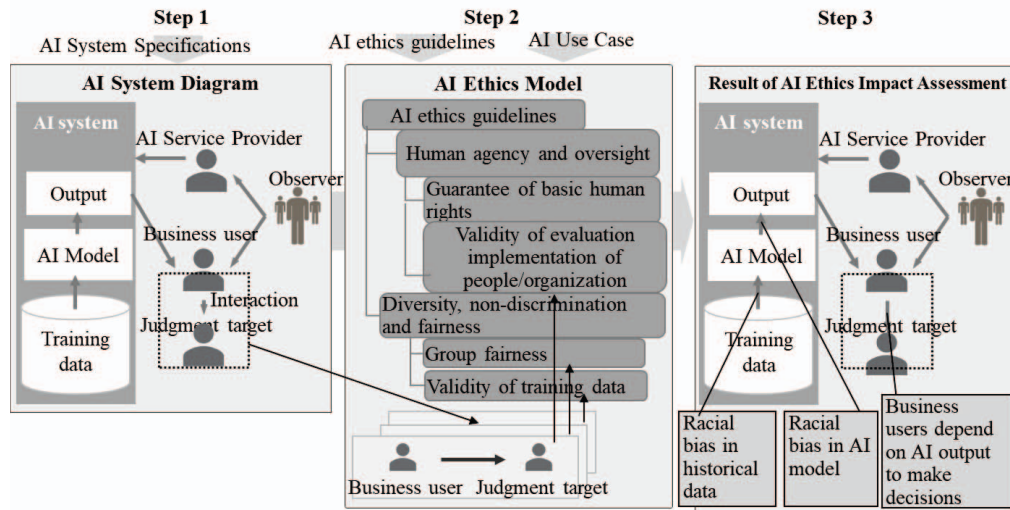 Step 1
AI System Specifications
AI System Diagram
AI system
AI Service Provider
Observer
Output
Business user
AI Model
Interaction
Judgment target
Training
data
Step 2
AI ethics guidelines
AI Use Case
AI Ethics Model
AI ethics guidelines
Human agency and oversight
Guarantee of basic human
rights
Validity of evaluation
implementation of
people/organization
Diversity, non-discrimination
and fairness
Group fairness
Validity of training data
Business user
Judgment target
Step 3
Result of AI Ethics Impact Assessment
AI system
AI Service Provider
Observer
Output
Business user
AI Model
Judgment target
Training
data
Racial
bias in
historical
data
Racial
bias in AI
model
Business
users depend
on AI output
to make
decisions